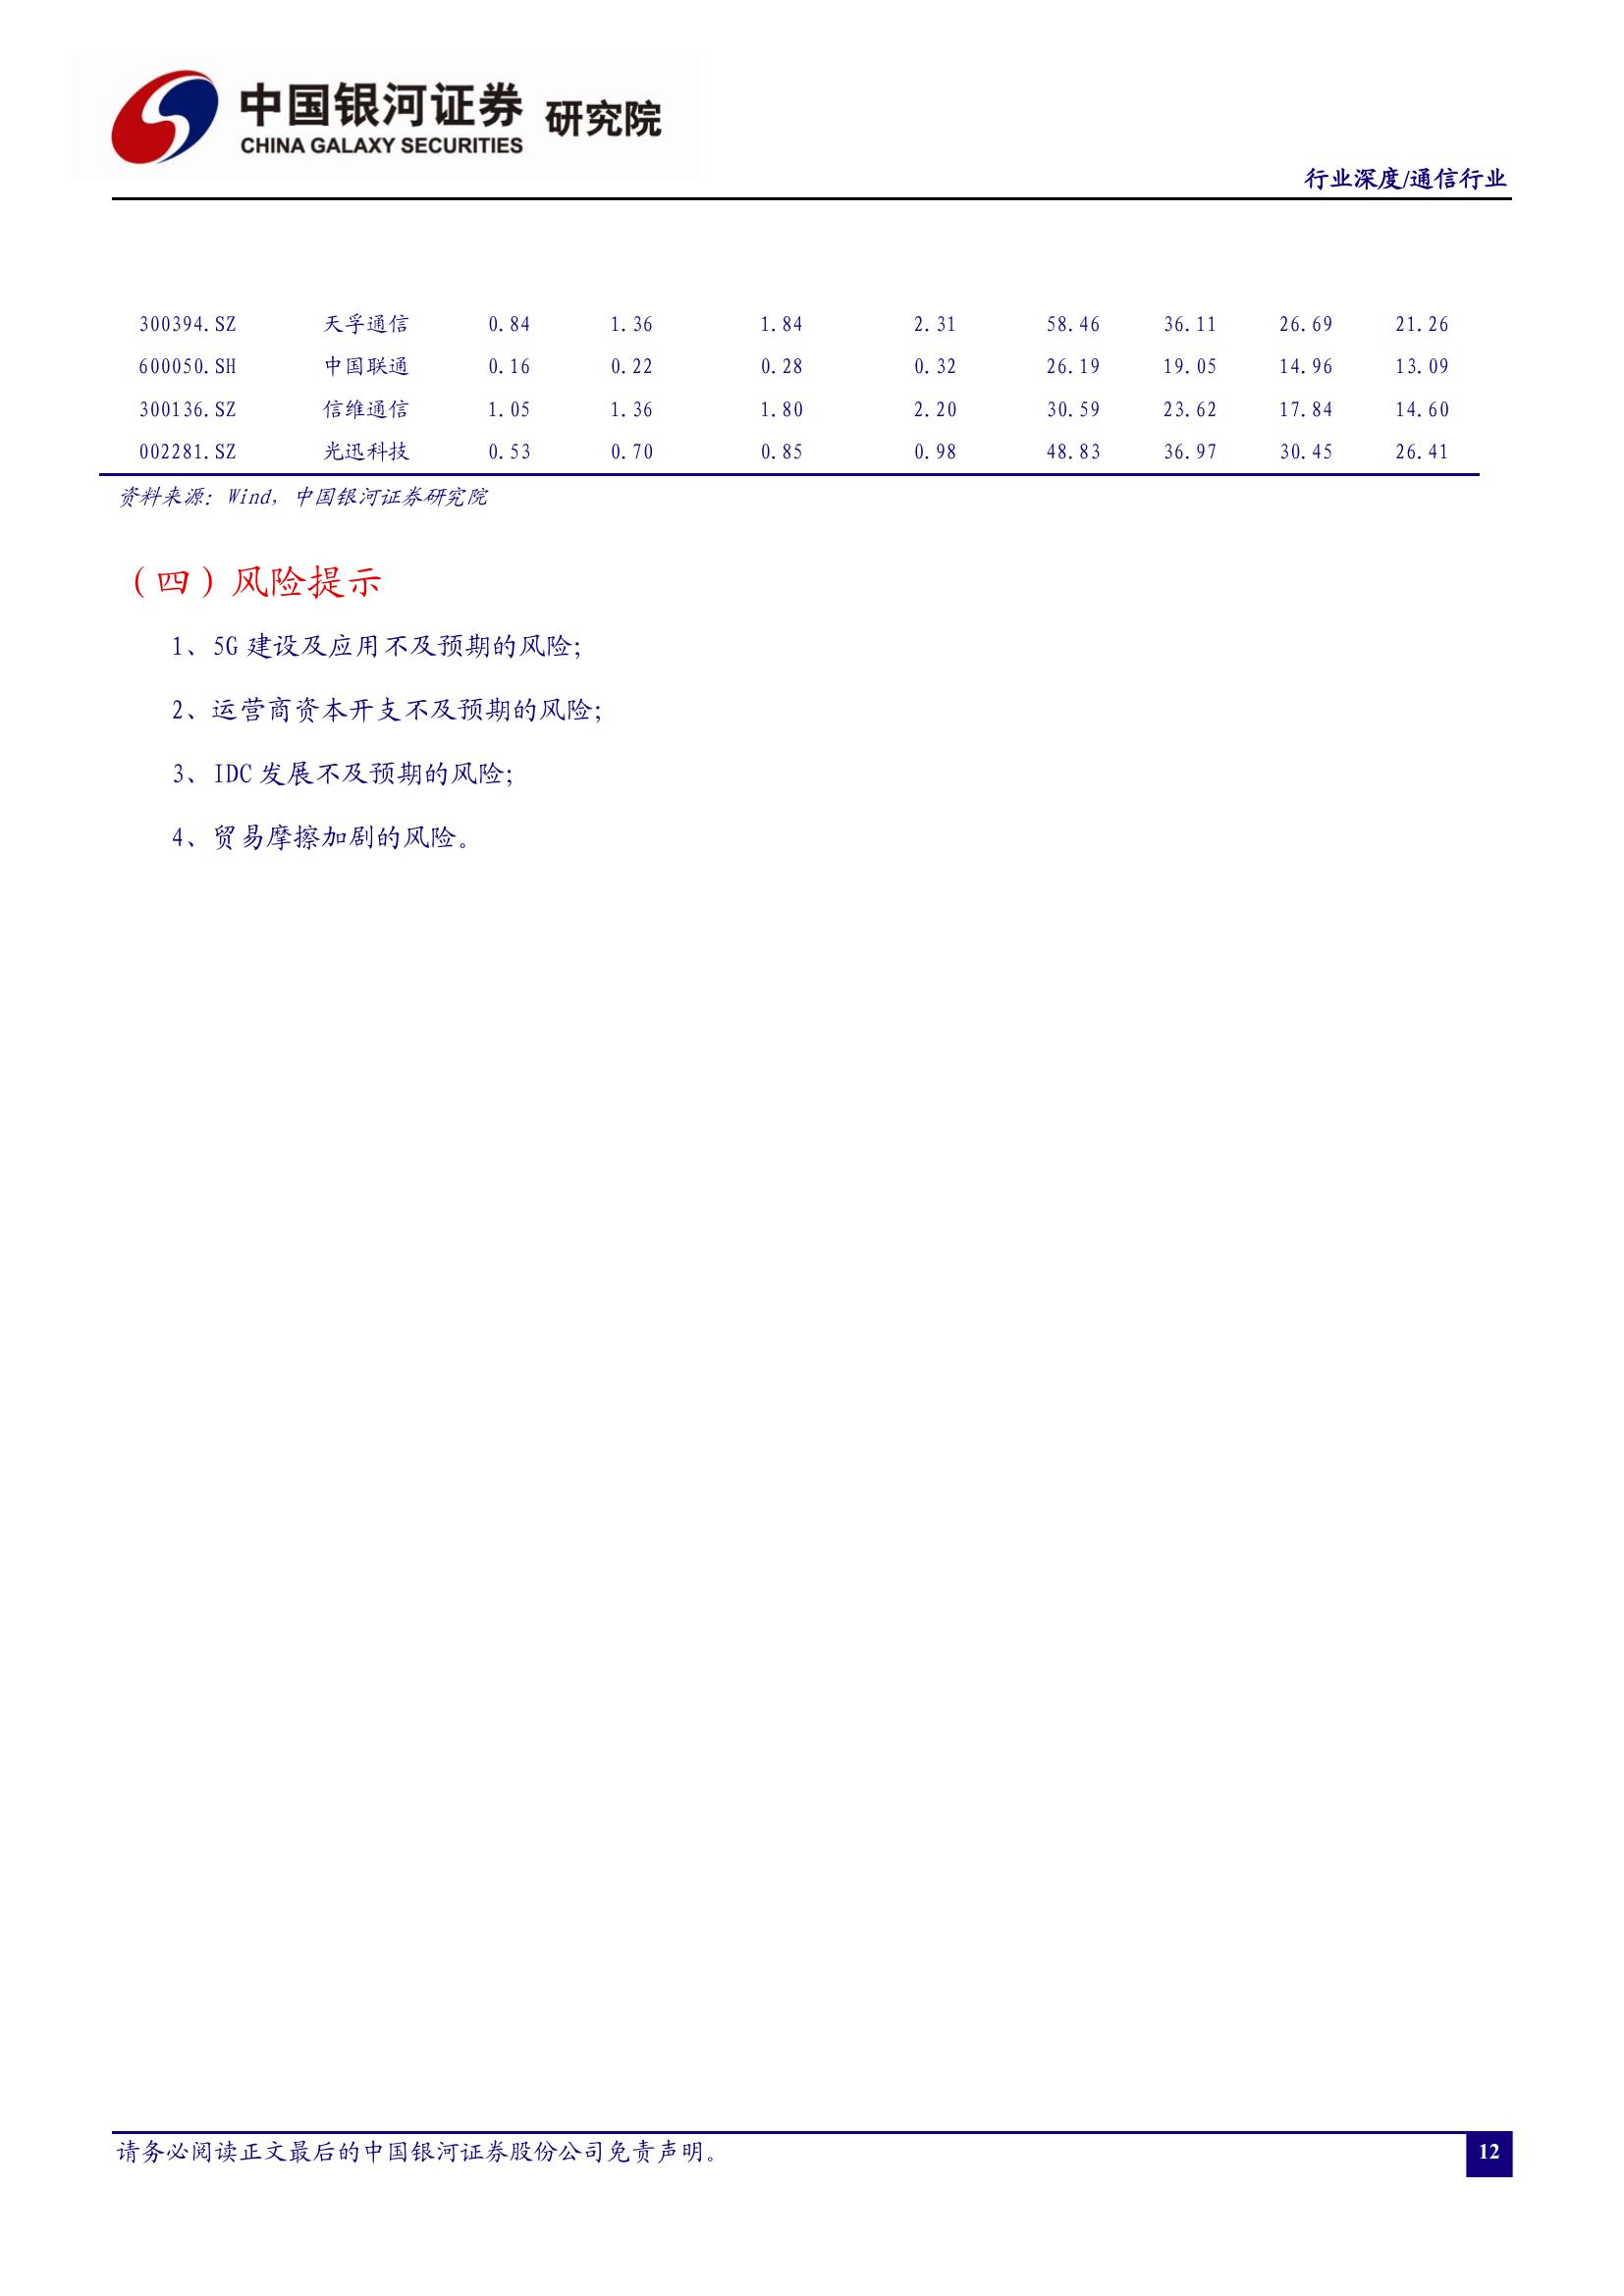 中国银河证券 研究院
CHINA GALAXY SECURITIES
行业深度/通信行业
300394.SZ 天孚通信 0.84 1.36 1.84 2.31 58.46 36.11 26.69 21.26
600050.SH 中国联通 0.16 0.22 0.28 0.32 26.19 19.05 14.96 13.09
300136.SZ 信维通信 1.05 1.36 1.80 2.20 30.59 23.62 17.84 14.60
002281.SZ 光迅科技 0.53 0.70 0.85 0.98 48.83 36.97 30.45 26.41
资料来源：Wind，中国银河证券研究院
（四）风险提示
1、5G 建设及应用不及预期的风险；
2、运营商资本开支不及预期的风险；
3、IDC 发展不及预期的风险；
4、贸易摩擦加剧的风险。
请务必阅读正文最后的中国银河证券股份公司免责声明。
12